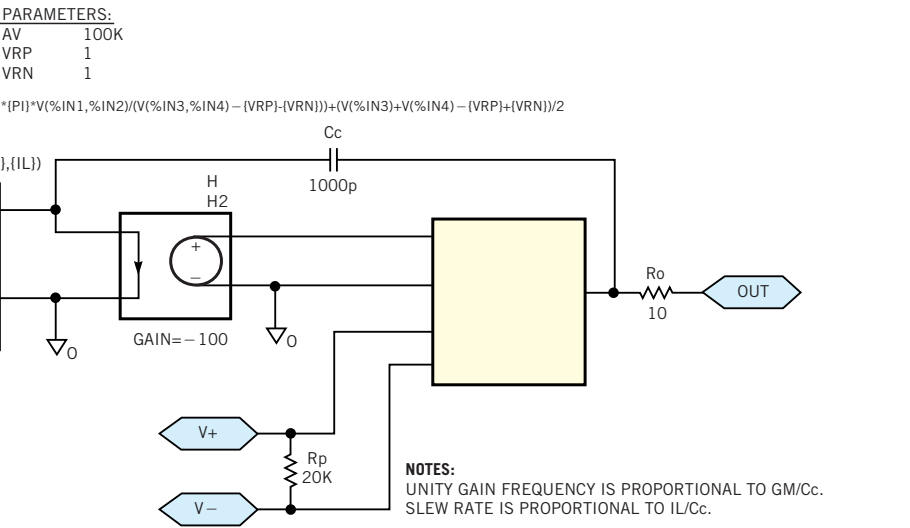 PARAMETERS:
AV 100K
VRP 1
VRN 1
*{PI}*V(%IN1,%IN2)/(V(%IN3,%IN4)−{VRP}-{VRN}))+(V(%IN3)+V(%IN4)−{VRP}+{VRN})/2
Cc
},{IL})
1000p
H
H2
+
−
Ro
OUT
10
GAIN=−100
0
0
V+
Rp
20K
V−
NOTES:
UNITY GAIN FREQUENCY IS PROPORTIONAL TO GM/Cc.
SLEW RATE IS PROPORTIONAL TO IL/Cc.